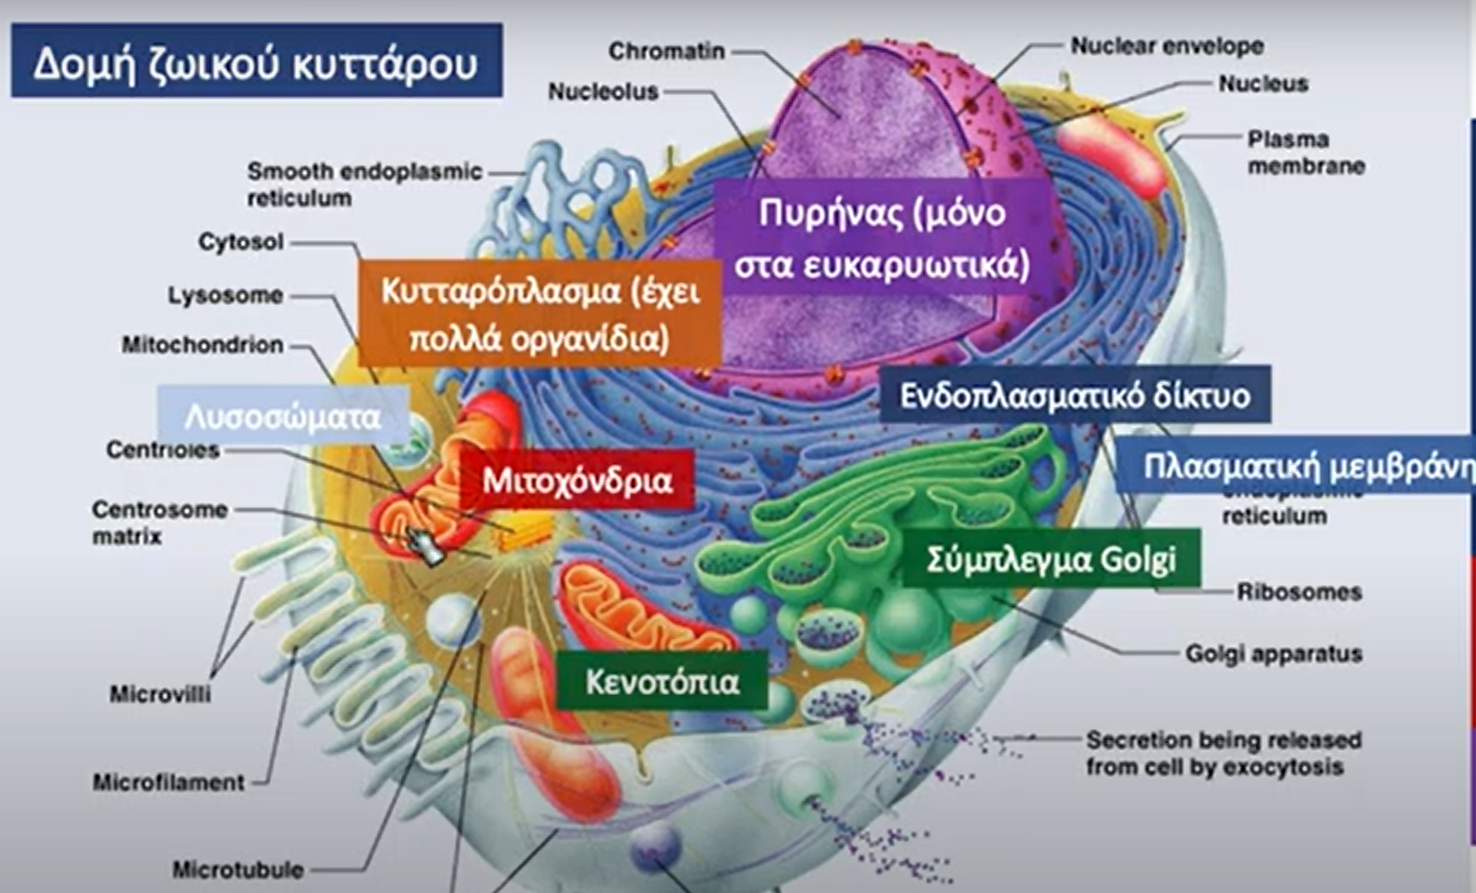 Δομή ζωικού κυττάρου
Chromatin
Nucleolus
Nuclear envelope
Nucleus
Plasma
membrane
Smooth endoplasmic
reticulum
Cytosol
Lysosome
Mitochondrion
Πυρήνας (μόνο
στα ευκαρυωτικά)
Κυτταρόπλασμα (έχει
πολλά οργανίδια)
Λυσοσώματα
Centrioles
Centrosome
matrix
Μιτοχόνδρια
Ενδοπλασματικό δίκτυο
Πλασματική μεμβράνη
reticulum
Σύμπλεγμα Golgi
Ribosomes
Golgi apparatus
Κενοτόπια
Microvilli
Secretion being released
from cell by exocytosis
Microfilament
Microtubule